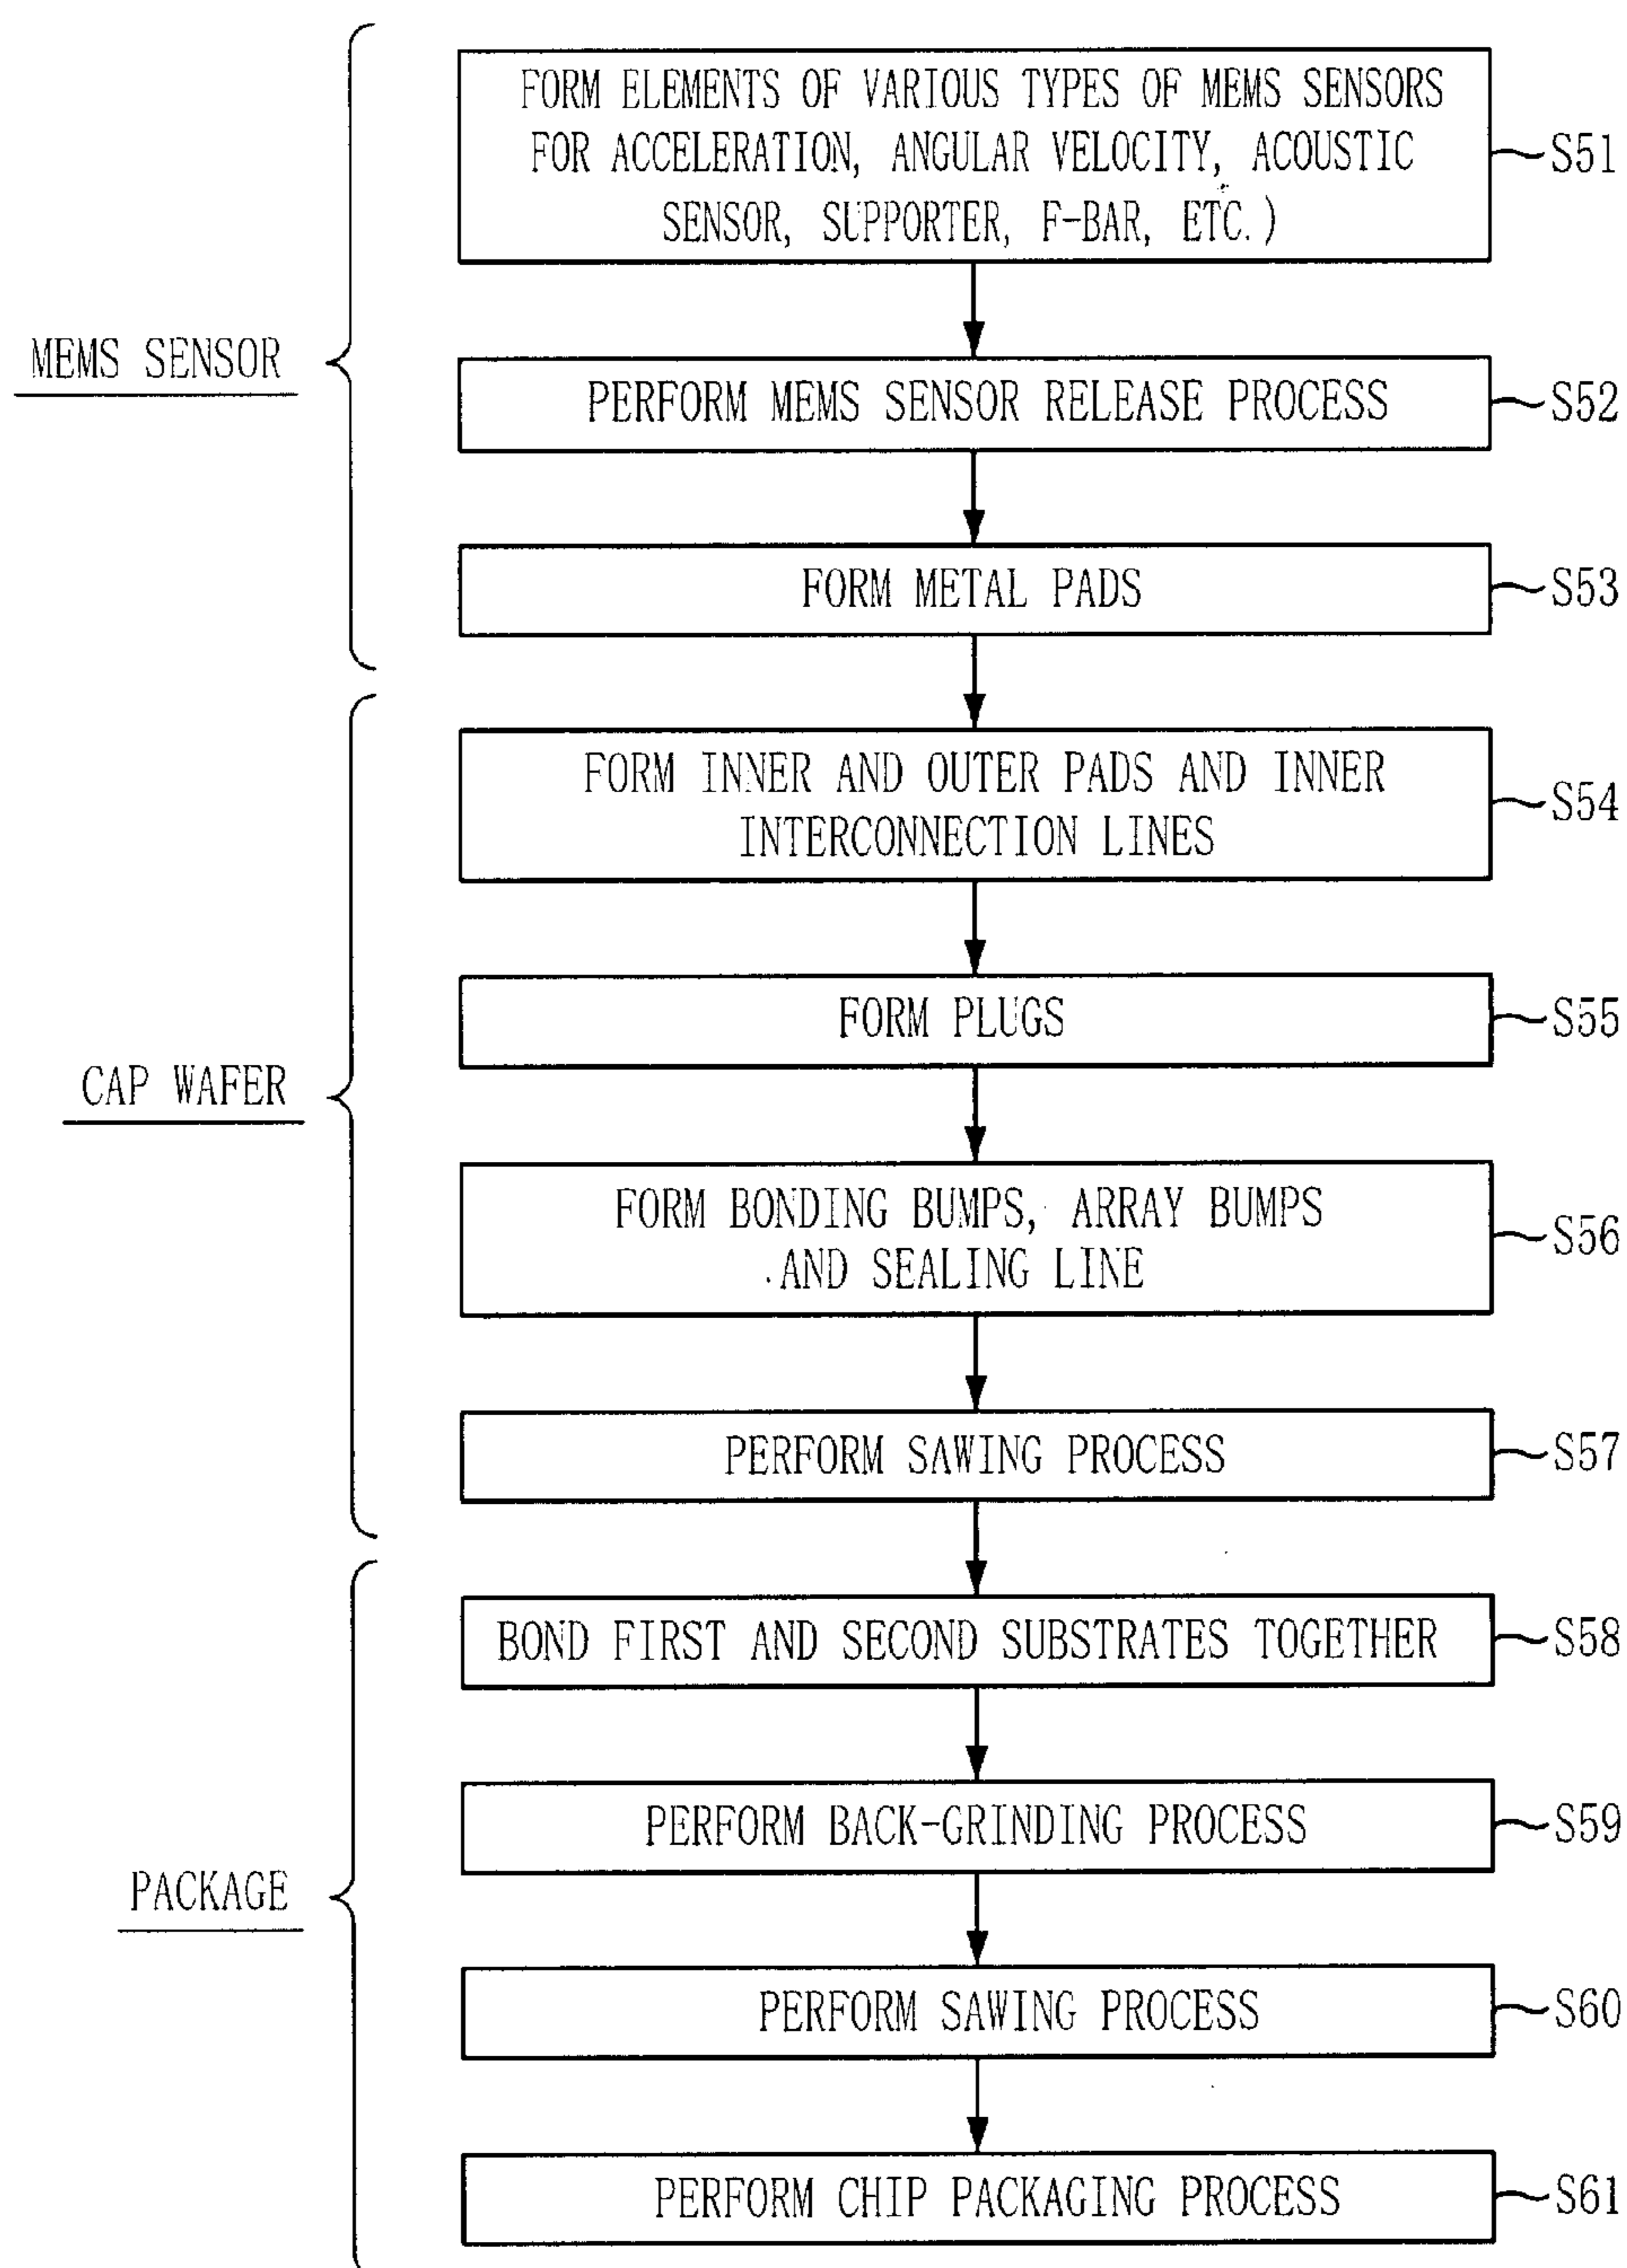 FORM ELEMENTS OF VARIOUS TYPES OF MEMS SENSORS
FOR ACCELERATION, ANGULAR VELOCITY, ACOUSTIC
SENSOR, SUPPORTER, F-BAR, ETC.)
S51
MEMS SENSOR
PERFORM MEMS SENSOR RELEASE PROCESS
S52
FORM METAL PADS
S53
FORM INNER AND OUTER PADS AND INNER
INTERCONNECTION LINES
S54
FORM PLUGS
S55
CAP WAFER
FORM BONDING BUMPS, ARRAY BUMPS
AND SEALING LINE
S56
PERFORM SAWING PROCESS
S57
BOND FIRST AND SECOND SUBSTRATES TOGETHER
S58
PERFORM BACK-GRINDING PROCESS
S59
PACKAGE
PERFORM SAWING PROCESS
S60
PERFORM CHIP PACKAGING PROCESS
S61